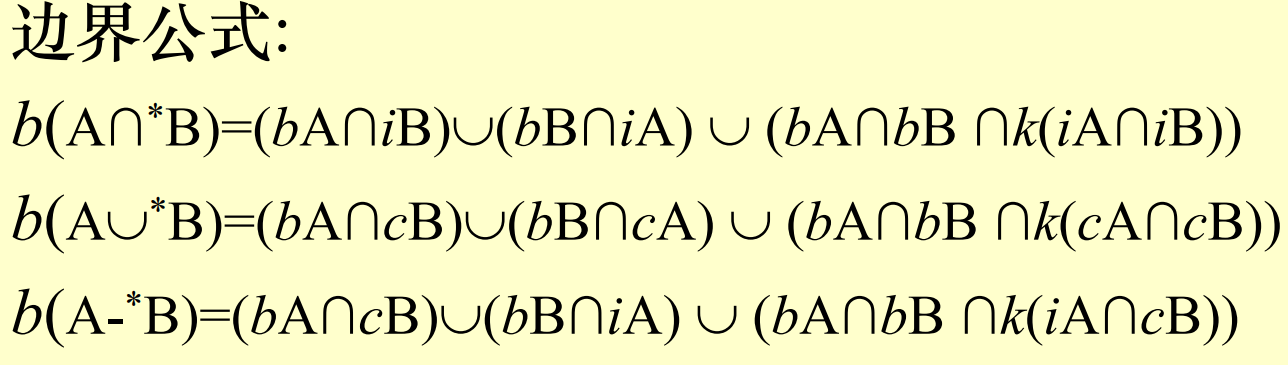 边界公式:
b(A∩*B)=(bA∩iB)∪(bB∩iA) ∪ (bA∩bB ∩k(iA∩iB))
b(A∪*B)=(bA∩cB)∪(bB∩cA) ∪ (bA∩bB ∩k(cA∩cB))
b(A-*B)=(bA∩cB)∪(bB∩iA) ∪ (bA∩bB ∩k(iA∩cB))